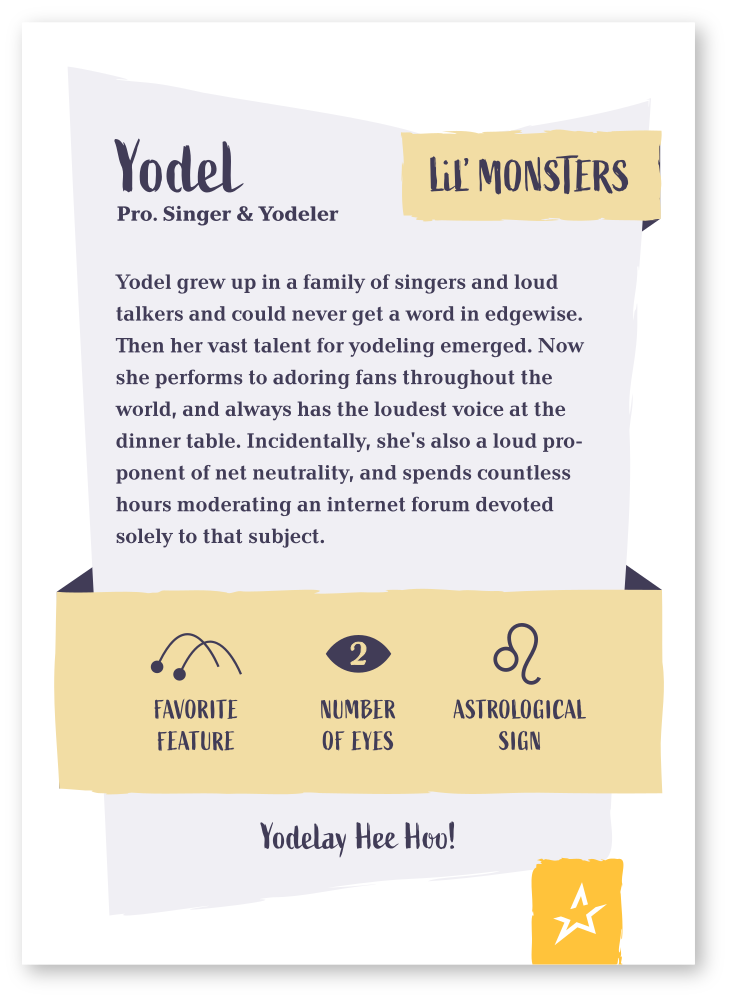 Yodel
LiL' MONSTERS
Pro. Singer & Yodeler
Yodel grew up in a family of singers and loud
talkers and could never get a word in edgewise.
Then her vast talent for yodeling emerged. Now
she performs to adoring fans throughout the
world, and always has the loudest voice at the
dinner table. Incidentally, she's also a loud pro-
ponent of net neutrality, and spends countless
hours moderating an internet forum devoted
solely to that subject.
2
FAVORITE NUMBER ASTROLOGICAL
FEATURE OF EYES SIGN
Yodelay Hee Hoo!